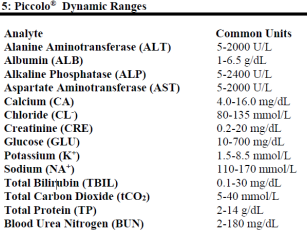 5: Piccolo® Dynamic Ranges
Analyte Common Units
Alanine Aminotransferase (ALT) 5-2000 U/L
Albumin (ALB) 1-6.5 g/dL
Alkaline Phosphatase (ALP) 5-2400 U/L
Aspartate Aminotransferase (AST) 5-2000 U/L
Calcium (CA) 4.0-16.0 mg/dL
Chloride (CL⁻) 80-135 mmol/L
Creatinine (CRE) 0.2-20 mg/dL
Glucose (GLU) 10-700 mg/dL
Potassium (K⁺) 1.5-8.5 mmol/L
Sodium (NA⁺) 110-170 mmol/L
Total Bilirubin (TBIL) 0.1-30 mg/dL
Total Carbon Dioxide (tCO₂) 5-40 mmol/L
Total Protein (TP) 2-14 g/dL
Blood Urea Nitrogen (BUN) 2-180 mg/dL